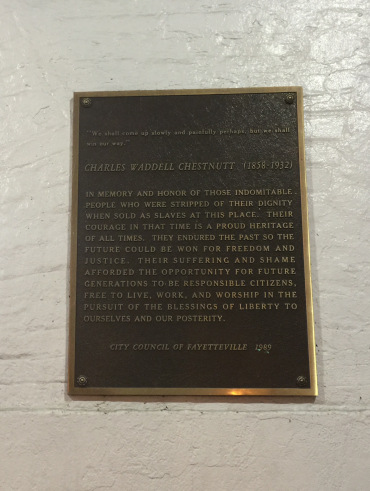 "We shall come up slowly and painfully perhaps, but we shall
win our way."
CHARLES WADDELL CHESTNUTT (1858-1932)
IN MEMORY AND HONOR OF THOSE INDOMITABLE
PEOPLE WHO WERE STRIPPED OF THEIR DIGNITY
WHEN SOLD AS SLAVES AT THIS PLACE. THEIR
COURAGE IN THAT TIME IS A PROUD HERITAGE
OF ALL TIMES. THEY ENDURED THE PAST SO THE
FUTURE COULD BE WON FOR FREEDOM AND
JUSTICE. THEIR SUFFERING AND SHAME
AFFORDED THE OPPORTUNITY FOR FUTURE
GENERATIONS TO BE RESPONSIBLE CITIZENS,
FREE TO LIVE, WORK, AND WORSHIP IN THE
PURSUIT OF THE BLESSINGS OF LIBERTY TO
OURSELVES AND OUR POSTERITY.
CITY COUNCIL OF FAYETTEVILLE 1989